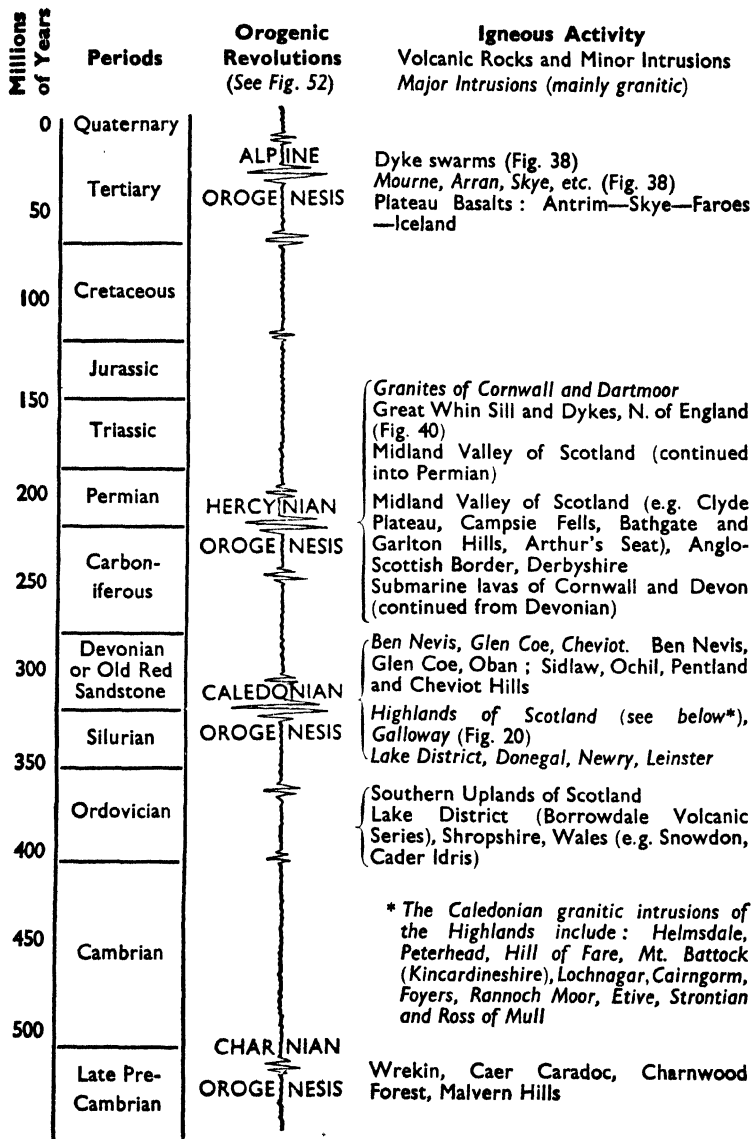 Millions
of Years
Periods
Orogenic
Revolutions
(See Fig. 52)
Igneous Activity
Volcanic Rocks and Minor Intrusions
Major Intrusions (mainly granitic)
0
50
100
150
200
250
300
350
400
450
500
Quaternary
Tertiary
Cretaceous
Jurassic
Triassic
Permian
Carbon-
iferous
Devonian
or Old Red
Sandstone
Silurian
Ordovician
Cambrian
Late Pre-
Cambrian
ALPINE
OROGENESIS
HERCYNIAN
OROGENESIS
CALEDONIAN
OROGENESIS
CHARNIAN
OROGENESIS
Dyke swarms (Fig. 38)
Mourne, Arran, Skye, etc. (Fig. 38)
Plateau Basalts : Antrim—Skye—Faroes
—Iceland
Granites of Cornwall and Dartmoor
Great Whin Sill and Dykes, N. of England
(Fig. 40)
Midland Valley of Scotland (continued
into Permian)
Midland Valley of Scotland (e.g. Clyde
Plateau, Campsie Fells, Bathgate and
Garlton Hills, Arthur's Seat), Anglo-
Scottish Border, Derbyshire
Submarine lavas of Cornwall and Devon
(continued from Devonian)
Ben Nevis, Glen Coe, Cheviot. Ben Nevis,
Glen Coe, Oban ; Sidlaw, Ochil, Pentland
and Cheviot Hills
Highlands of Scotland (see below*),
Galloway (Fig. 20)
Lake District, Donegal, Newry, Leinster
Southern Uplands of Scotland
Lake District (Borrowdale Volcanic
Series), Shropshire, Wales (e.g. Snowdon,
Cader Idris)
* The Caledonian granitic intrusions of
the Highlands include : Helmsdale,
Peterhead, Hill of Fare, Mt. Battock
(Kincardineshire), Lochnagar, Cairngorm,
Foyers, Rannoch Moor, Etive, Strontian
and Ross of Mull
Wrekin, Caer Caradoc, Charnwood
Forest, Malvern Hills